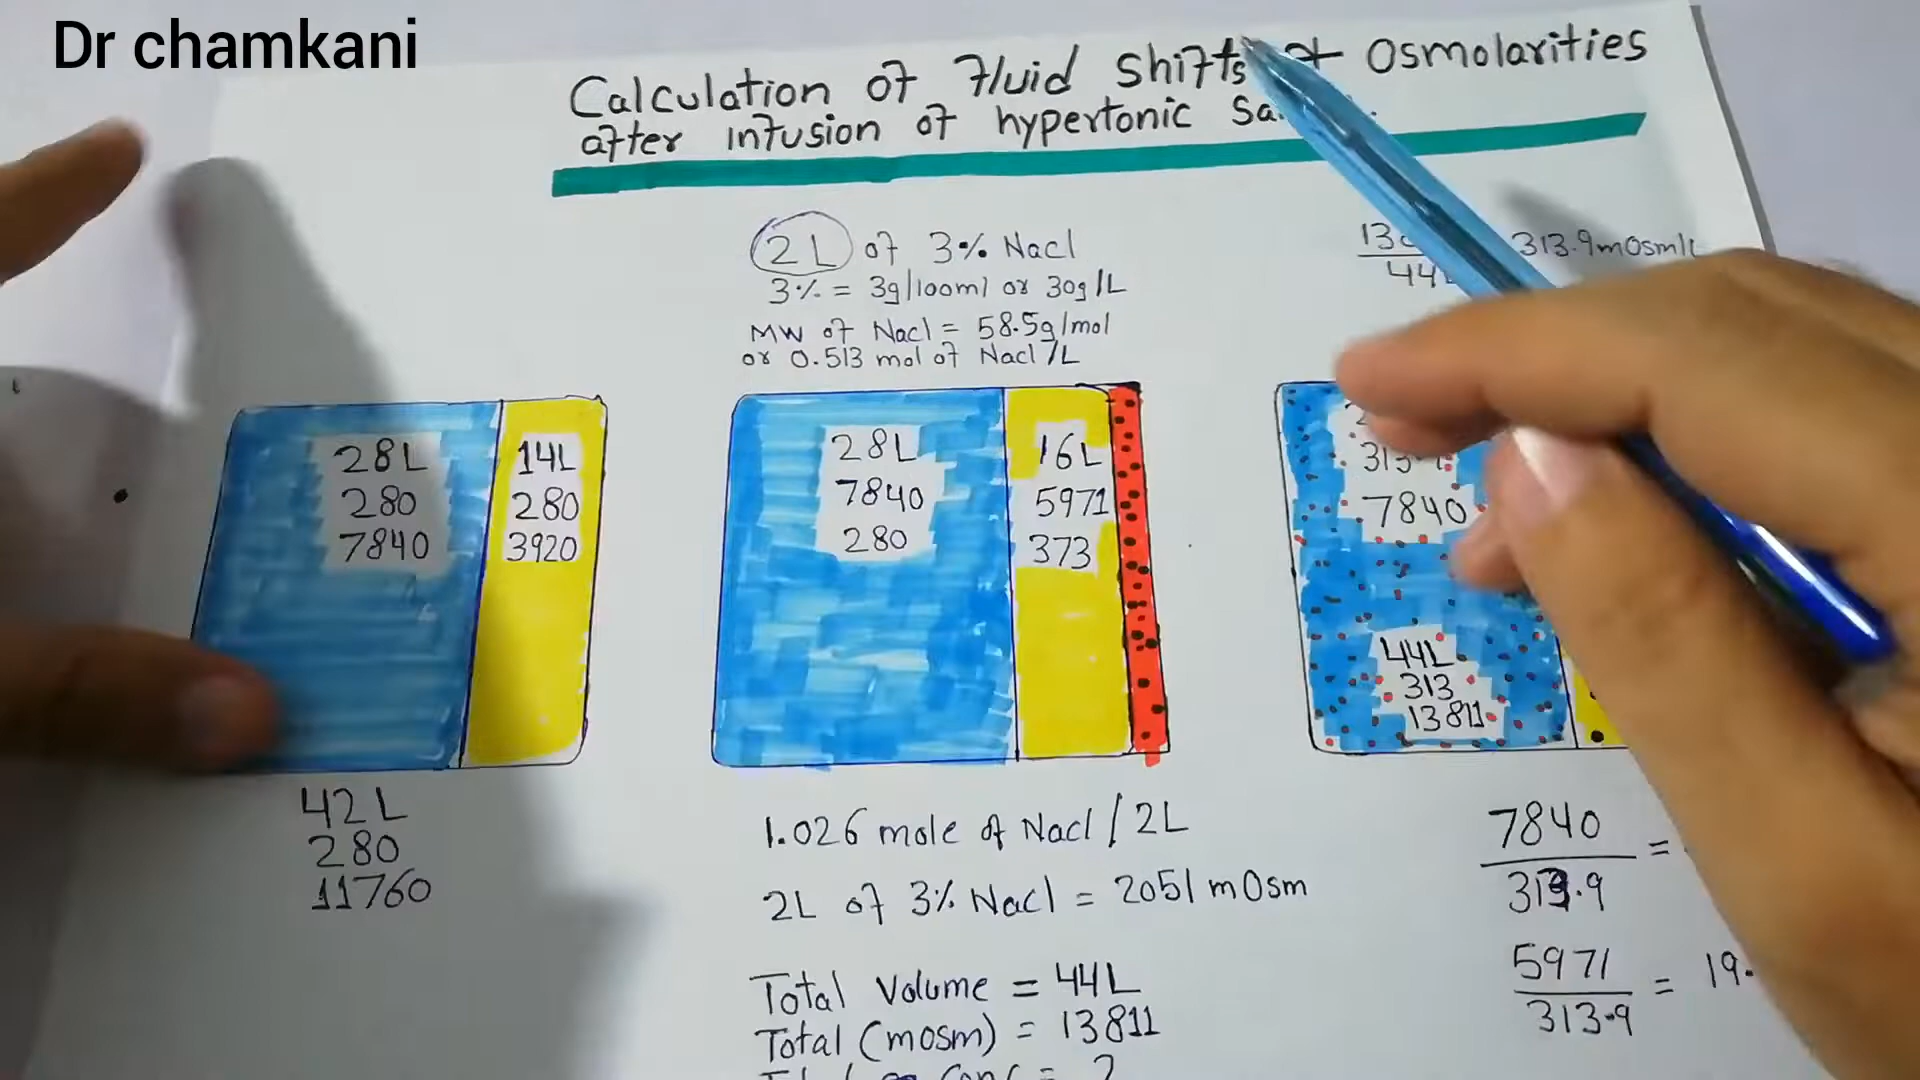 Dr chamkani
Calculation of Fluid Shifts & Osmolarities
after infusion of hypertonic
2L of 3% Nacl
3% = 3g/100ml or 30g/L
MW of Nacl = 58.5g/mol
or 0.513 mol of Nacl/L
313.9mOsm/L
44L
28L
280
7840
14L
280
3920
42L
280
11760
28L
7840
280
16L
5971
373
1.026 mole of Nacl/2L
2L of 3% Nacl = 2051 mOsm
Total Volume = 44L
Total (mosm) = 13811
7840
44L
313
13811
7840
313.9
=
5971
313.9
= 19.